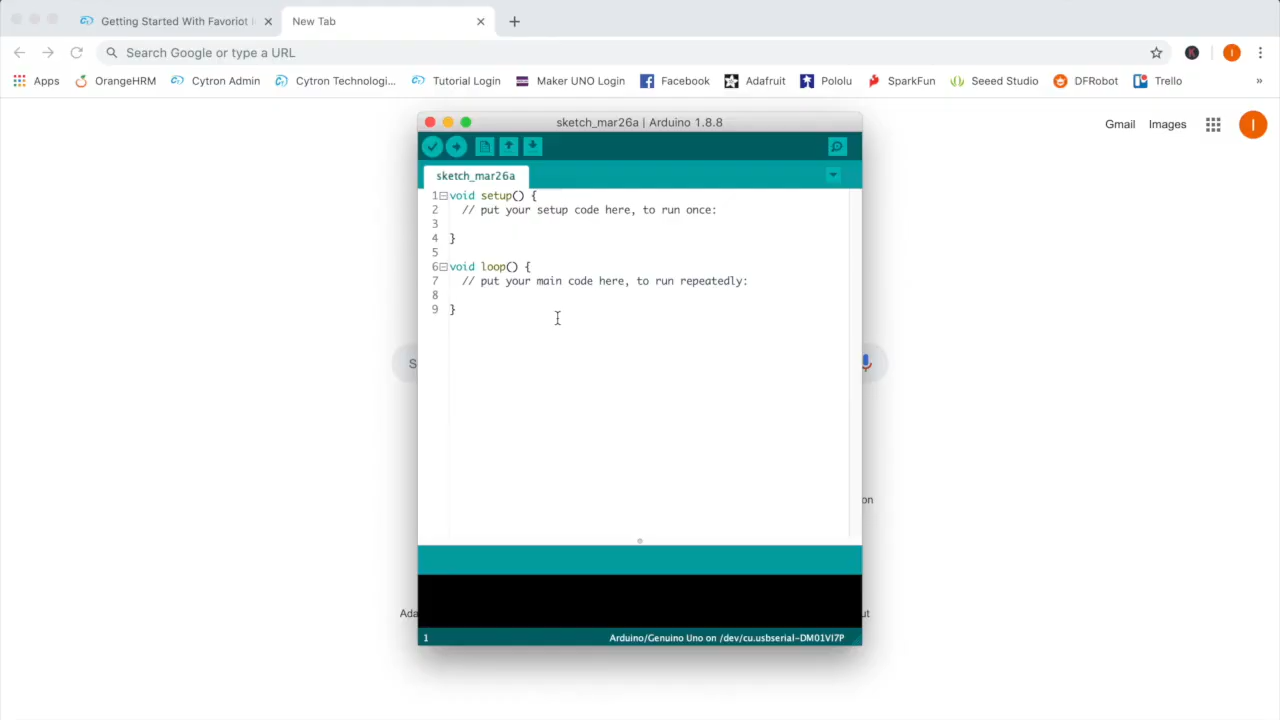 Getting Started With Favoriot
New Tab
Search Google or type a URL
Apps OrangeHRM Cytron Admin Cytron Technologi... Tutorial Login Maker UNO Login Facebook Adafruit Pololu SparkFun Seeed Studio DFRobot Trello »
Gmail Images I
sketch_mar26a | Arduino 1.8.8
sketch_mar26a
1 void setup() {
2 // put your setup code here, to run once:
3
4 }
5
6 void loop() {
7 // put your main code here, to run repeatedly:
8
9 }
S
on
Ada
ut
1 Arduino/Genuino Uno on /dev/cu.usbserial-DM01VI7P